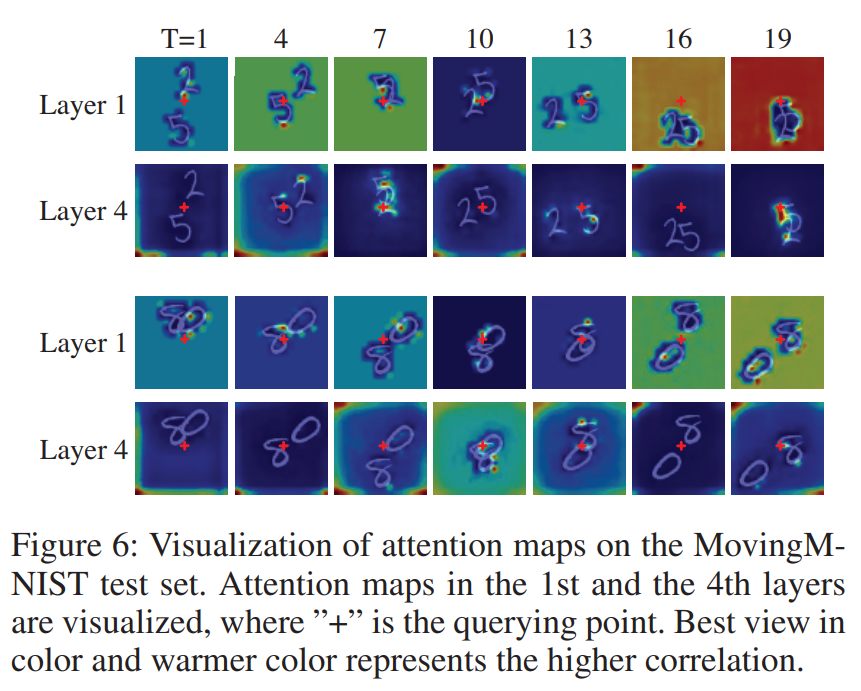 T=1 4 7 10 13 16 19
Layer 1
Layer 4
Layer 1
Layer 4
Figure 6: Visualization of attention maps on the MovingM-
NIST test set. Attention maps in the 1st and the 4th layers
are visualized, where ”+” is the querying point. Best view in
color and warmer color represents the higher correlation.